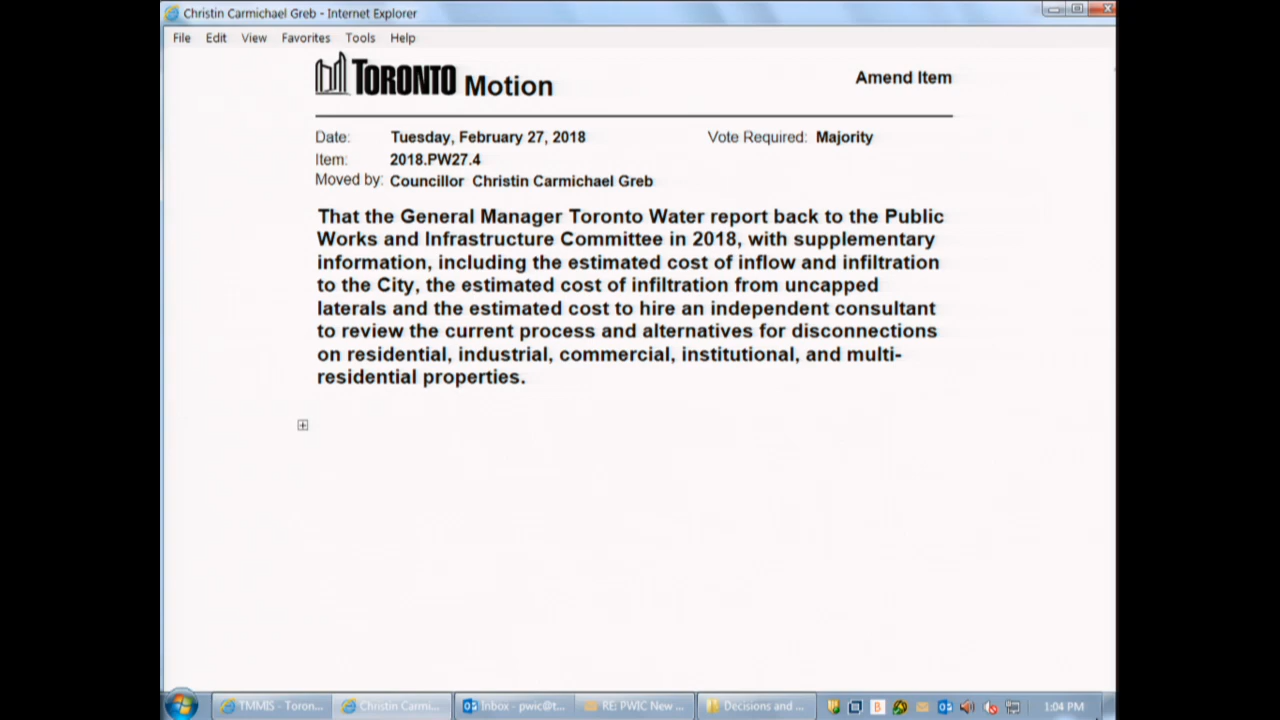 Christin Carmichael Greb - Internet Explorer
File Edit View Favorites Tools Help
TORONTO Motion
Amend Item
Date: Tuesday, February 27, 2018
Vote Required: Majority
Item: 2018.PW27.4
Moved by: Councillor Christin Carmichael Greb
That the General Manager Toronto Water report back to the Public
Works and Infrastructure Committee in 2018, with supplementary
information, including the estimated cost of inflow and infiltration
to the City, the estimated cost of infiltration from uncapped
laterals and the estimated cost to hire an independent consultant
to review the current process and alternatives for disconnections
on residential, industrial, commercial, institutional, and multi-
residential properties.
TMMIS - Toron... Christin Carmi... Inbox - pwic@t... RE: PWIC New ... Decisions and ... 1:04 PM